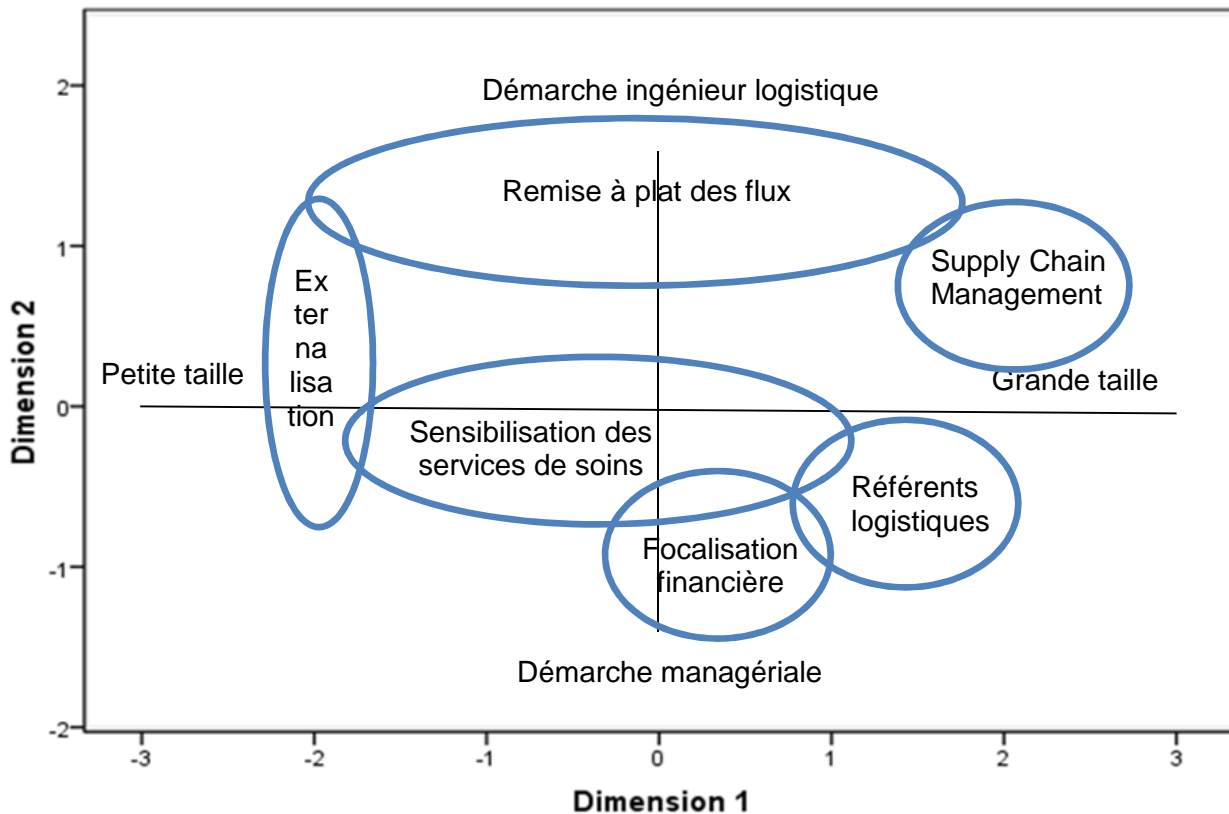 2
Démarche ingénieur logistique
Remise à plat des flux
1
Supply Chain
Management
Ex
ter
na
lisa
tion
Dimension 2
Petite taille
Grande taille
0
Sensibilisation des
services de soins
Référents
logistiques
Focalisation
financière
-1
Démarche managériale
-2
-3
-2
-1
0
1
2
3
Dimension 1